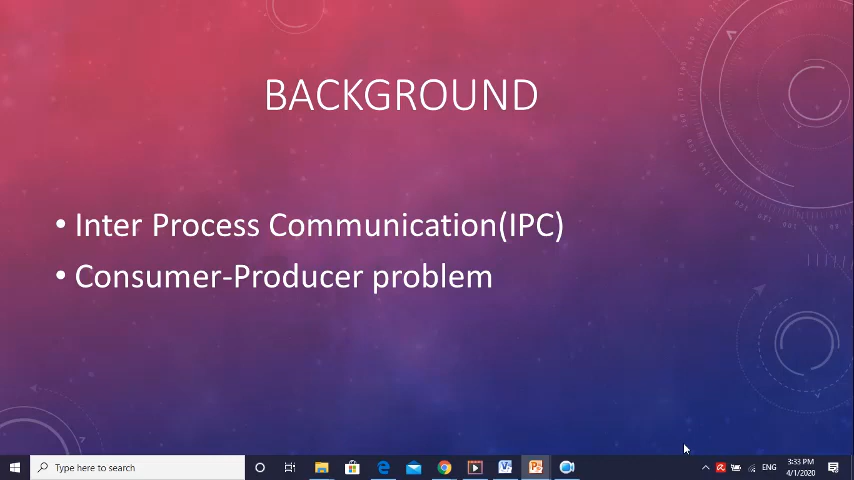 BACKGROUND
• Inter Process Communication(IPC)
• Consumer-Producer problem
Type here to search
ENG
3:33 PM
4/1/2020